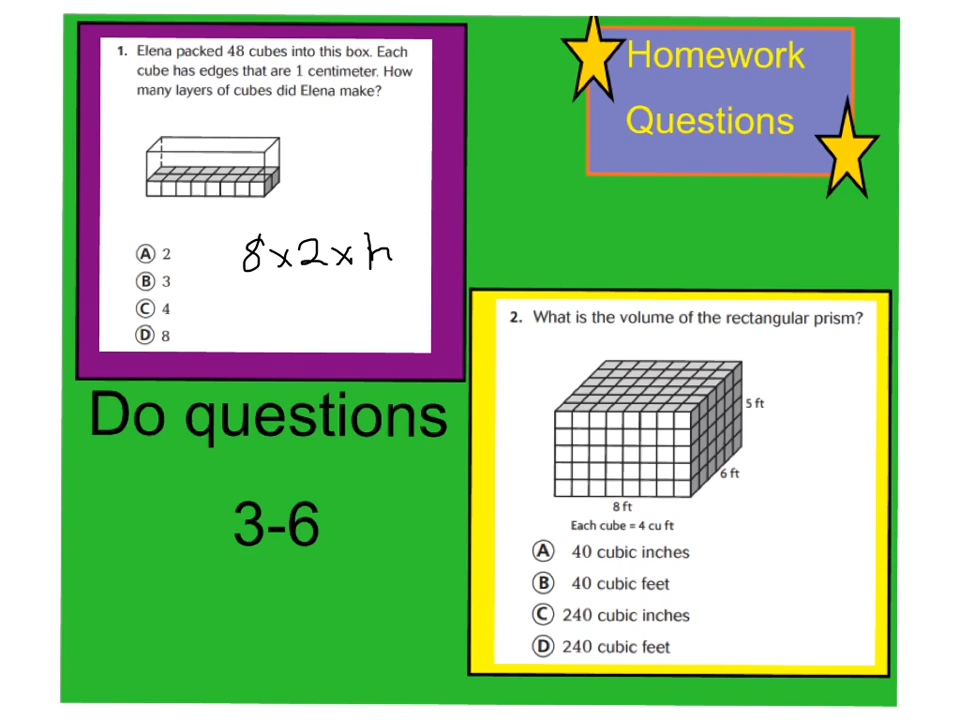 1. Elena packed 48 cubes into this box. Each
cube has edges that are 1 centimeter. How
many layers of cubes did Elena make?
A 2
B 3
C 4
D 8
8x2xh
Homework
Questions
Do questions
3-6
2. What is the volume of the rectangular prism?
5 ft
6 ft
8 ft
Each cube = 4 cu ft
A 40 cubic inches
B 40 cubic feet
C 240 cubic inches
D 240 cubic feet